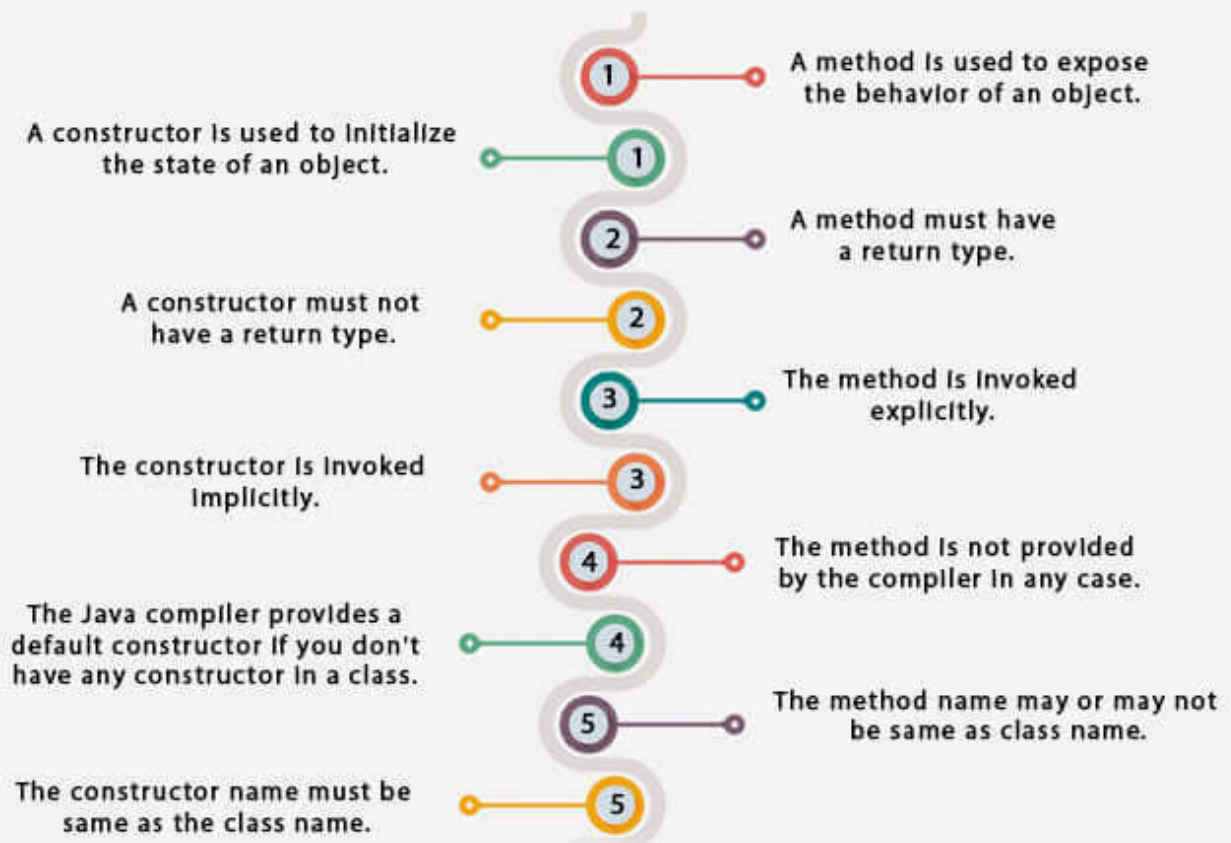 1
A method is used to expose
the behavior of an object.
A constructor is used to initialize
the state of an object.
1
2
A method must have
a return type.
A constructor must not
have a return type.
2
3
The method is invoked
explicitly.
The constructor is invoked
implicitly.
3
4
The method is not provided
by the compiler in any case.
The Java compiler provides a
default constructor if you don't
have any constructor in a class.
4
5
The method name may or may not
be same as class name.
The constructor name must be
same as the class name.
5